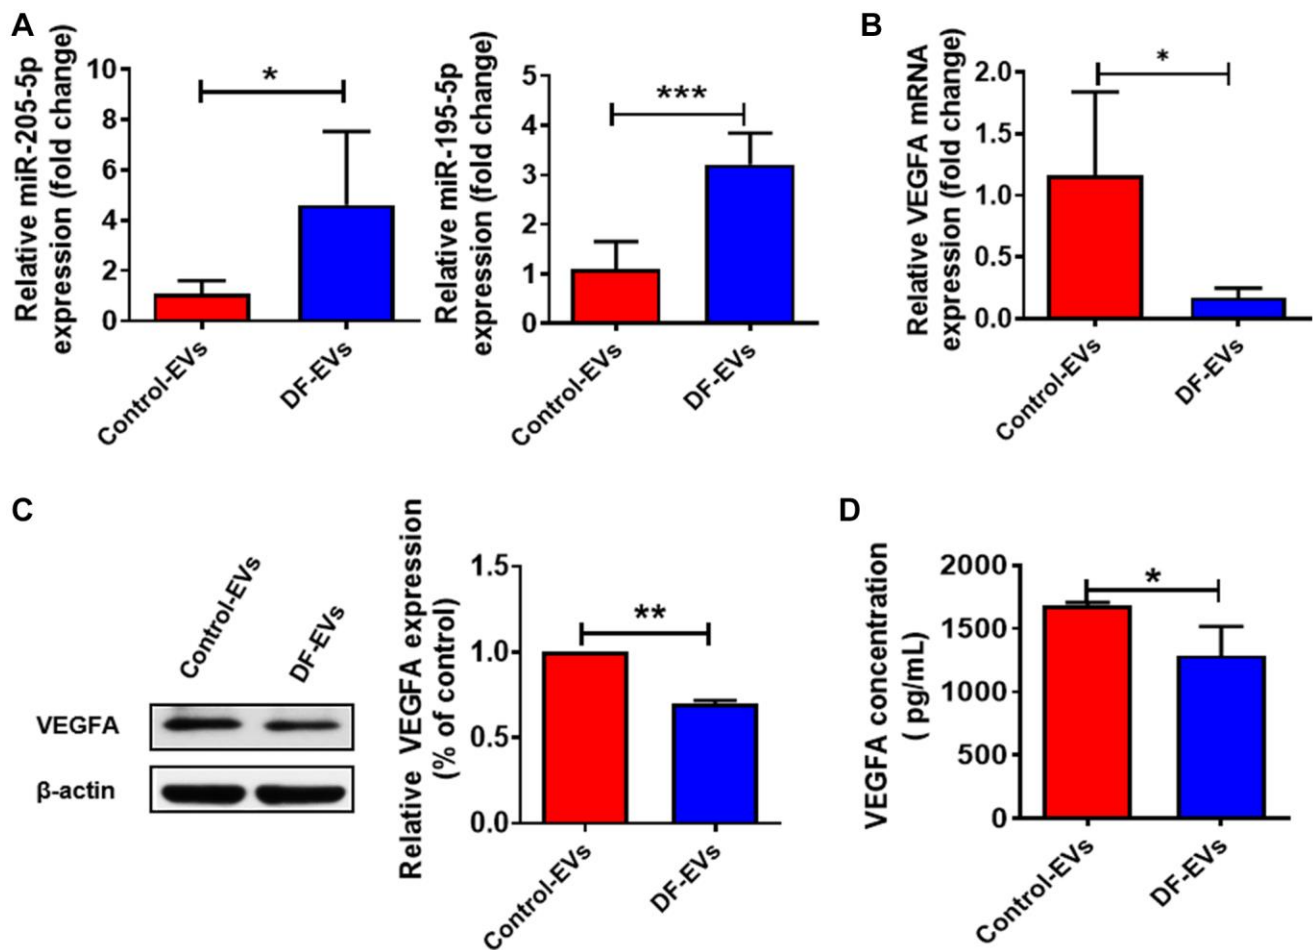 A
Relative miR-205-5p
expression (fold change)
10
8
6
4
2
0
*
Control-EVs
DF-EVs
Relative miR-195-5p
expression (fold change)
5
4
3
2
1
0
***
Control-EVs
DF-EVs
B
Relative VEGFA mRNA
expression (fold change)
2.0
1.5
1.0
0.5
0.0
*
Control-EVs
DF-EVs
C
Control-EVs
DF-EVs
VEGFA
β-actin
Relative VEGFA expression
(% of control)
1.5
1.0
0.5
0.0
**
Control-EVs
DF-EVs
D
VEGFA concentration
( pg/mL)
2000
1500
1000
500
0
*
Control-EVs
DF-EVs